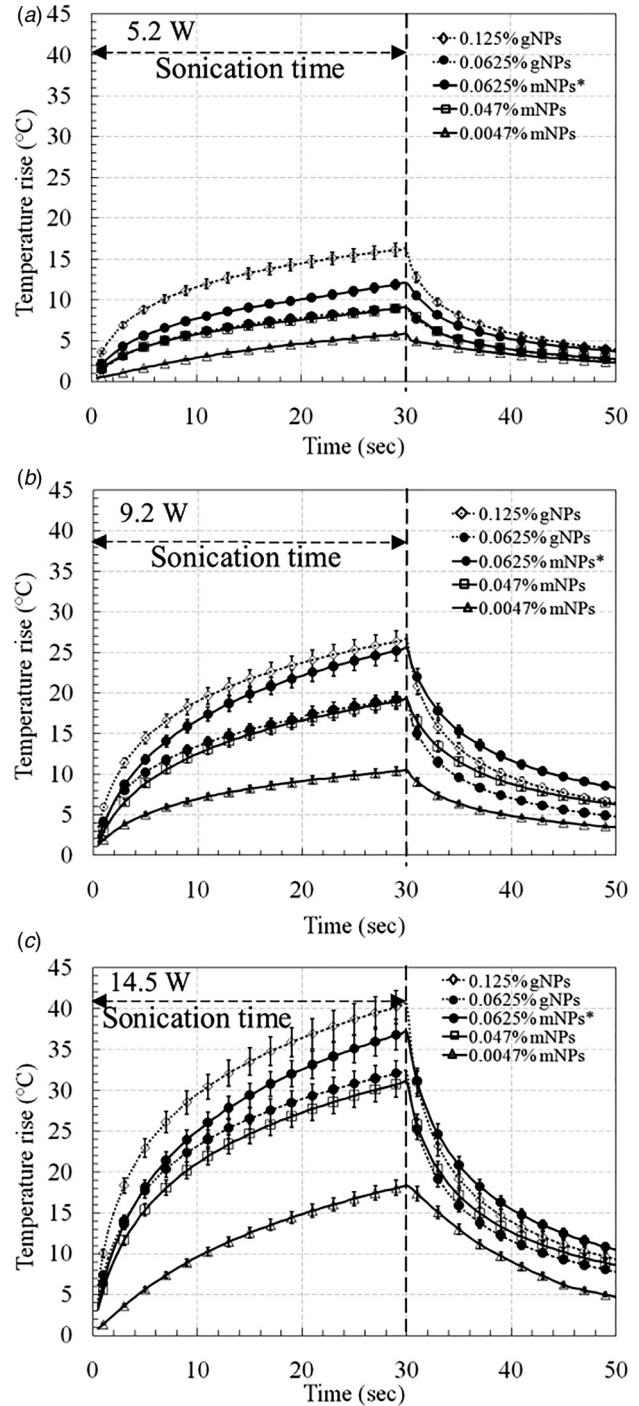 (a)
45
40
35
30
25
20
15
10
5
0
Temperature rise (°C)
5.2 W
Sonication time
0.125% gNPs
0.0625% gNPs
0.0625% mNPs*
0.047% mNPs
0.0047% mNPs
0 10 20 30 40 50
Time (sec)
(b)
45
40
35
30
25
20
15
10
5
0
Temperature rise (°C)
9.2 W
Sonication time
0.125% gNPs
0.0625% gNPs
0.0625% mNPs*
0.047% mNPs
0.0047% mNPs
0 10 20 30 40 50
Time (sec)
(c)
45
40
35
30
25
20
15
10
5
0
Temperature rise (°C)
14.5 W
Sonication time
0.125% gNPs
0.0625% gNPs
0.0625% mNPs*
0.047% mNPs
0.0047% mNPs
0 10 20 30 40 50
Time (sec)